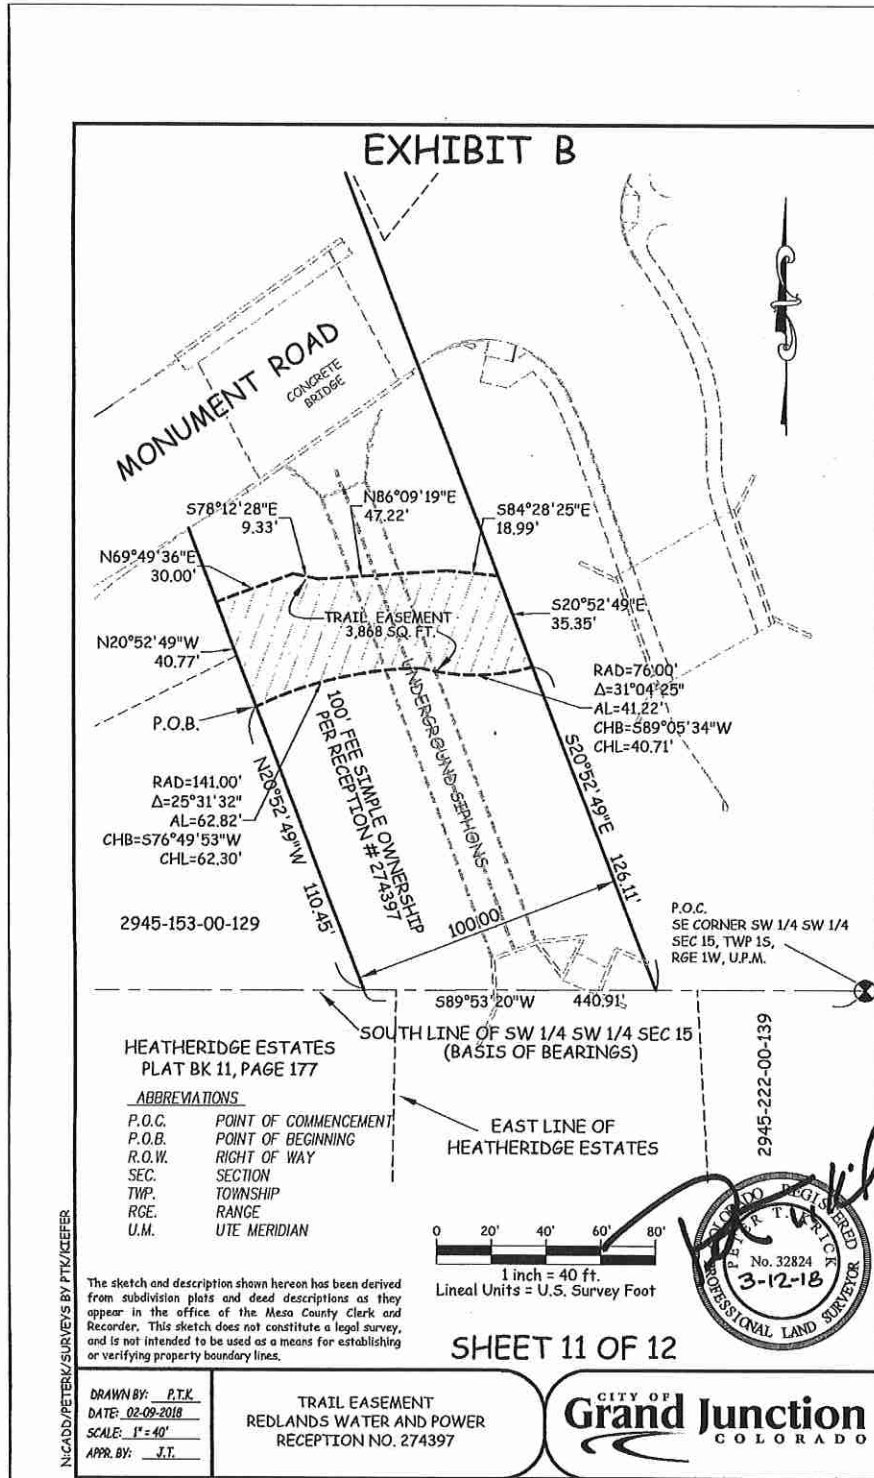 EXHIBIT B
MONUMENT ROAD
CONCRETE
BRIDGE
S78°12'28"E
9.33'
N86°09'19"E
47.22'
S84°28'25"E
18.99'
N69°49'36"E
30.00'
TRAIL EASEMENT
3,868 SQ. FT.
S20°52'49"E
35.35'
N20°52'49"W
40.77'
P.O.B.
RAD=76.00'
Δ=31°04'25"
AL=41.22'
CHB=S89°05'34"W
CHL=40.71'
RAD=141.00'
Δ=25°31'32"
AL=62.82'
CHB=S76°49'53"W
CHL=62.30'
N20°52'49"W 110.45'
100' FEE SIMPLE OWNERSHIP
PER RECEPTION # 274397
UNDERGROUND SIPHONS
S20°52'49"E 126.11'
2945-153-00-129
100.00'
P.O.C.
SE CORNER SW 1/4 SW 1/4
SEC 15, TWP 1S,
RGE 1W, U.P.M.
S89°53'20"W 440.91'
SOUTH LINE OF SW 1/4 SW 1/4 SEC 15
(BASIS OF BEARINGS)
HEATHERIDGE ESTATES
PLAT BK 11, PAGE 177
2945-222-00-139
EAST LINE OF
HEATHERIDGE ESTATES
ABBREVIATIONS
P.O.C. POINT OF COMMENCEMENT
P.O.B. POINT OF BEGINNING
R.O.W. RIGHT OF WAY
SEC. SECTION
TWP. TOWNSHIP
RGE. RANGE
U.M. UTE MERIDIAN
0 20' 40' 60' 80'
1 inch = 40 ft.
Lineal Units = U.S. Survey Foot
COLORADO REGISTERED
PETER T. KRICK
No. 32824
3-12-18
PROFESSIONAL LAND SURVEYOR
The sketch and description shown hereon has been derived
from subdivision plats and deed descriptions as they
appear in the office of the Mesa County Clerk and
Recorder. This sketch does not constitute a legal survey,
and is not intended to be used as a means for establishing
or verifying property boundary lines.
SHEET 11 OF 12
N:CADD/PETERK/SURVEYS BY PTK/KEEFER
DRAWN BY: P.T.K.
DATE: 02-09-2018
SCALE: 1" = 40'
APPR. BY: J.T.
TRAIL EASEMENT
REDLANDS WATER AND POWER
RECEPTION NO. 274397
CITY OF
Grand Junction
COLORADO